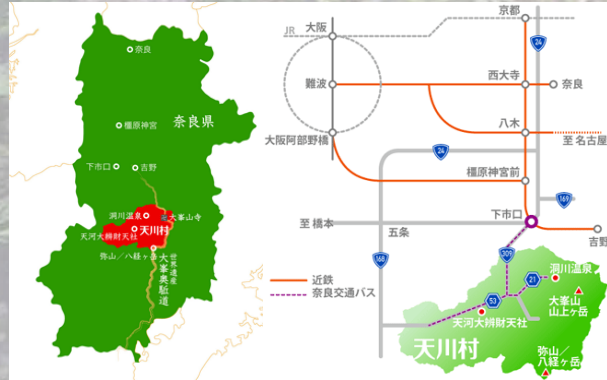 奈良
奈良県
橿原神宮
下市口
吉野
洞川温泉
大峯山寺
天川村
天河大辨財天社
弥山／八経ヶ岳
世界遺産
大峯奥駈道
京都
JR
大阪
24
難波
西大寺
奈良
八木
大阪阿部野橋
至名古屋
24
橿原神宮前
169
下市口
至橋本
五条
吉野
168
309
洞川温泉
21
近鉄
奈良交通バス
53
大峯山
山上ヶ岳
天河大辨財天社
天川村
弥山／
八経ヶ岳